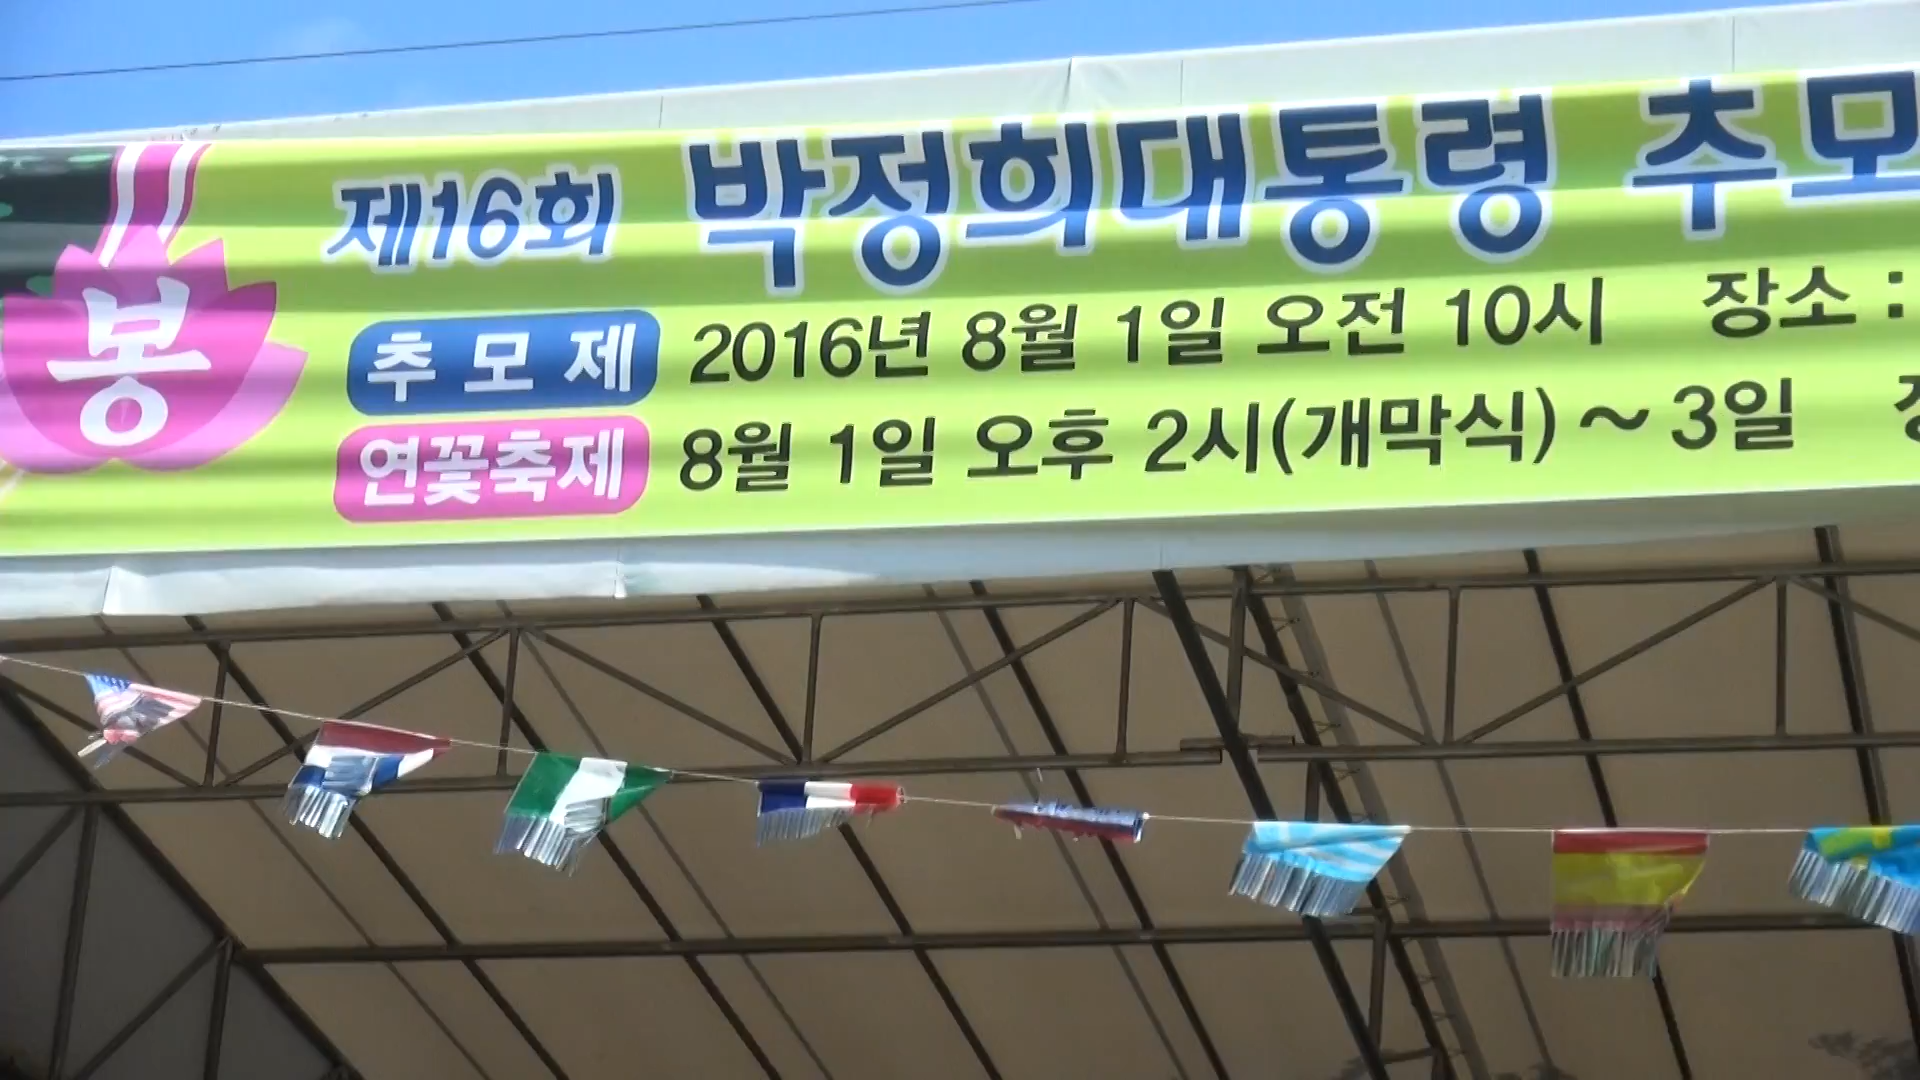 봉
제16회 박정희대통령 추모
추모제 2016년 8월 1일 오전 10시 장소 :
연꽃축제 8월 1일 오후 2시(개막식)~3일